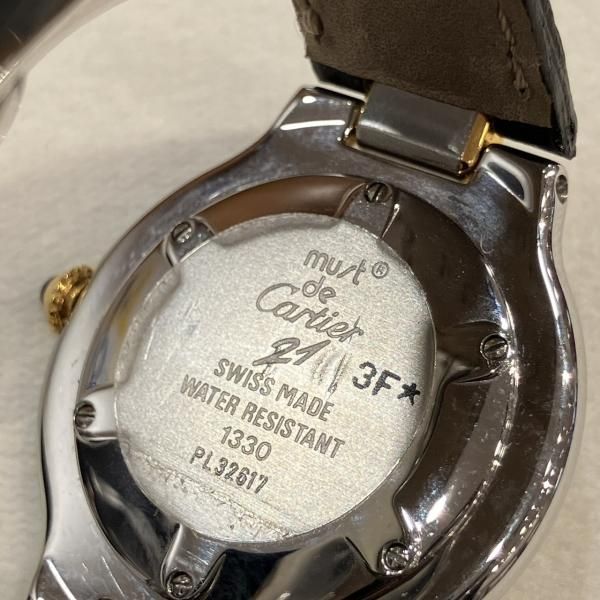 must®
de
Cartier
21 3F*
SWISS MADE
WATER RESISTANT
1330
PL32617